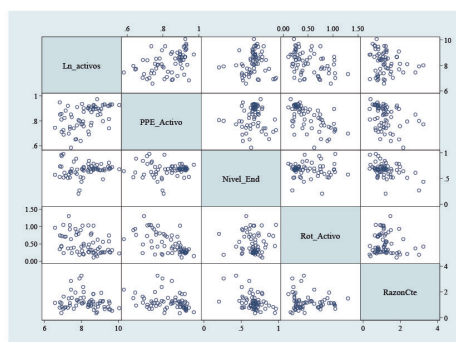 .6 .8 1 0.00 0.50 1.00 1.50
Ln_activos 10
8
6
1 PPE_Activo
.8
.6
Nivel_End 1
.5
0
1.50 Rot_Activo
1.00
0.50
0.00
RazonCte 4
2
0
6 8 10 0 .5 1 0 2 4